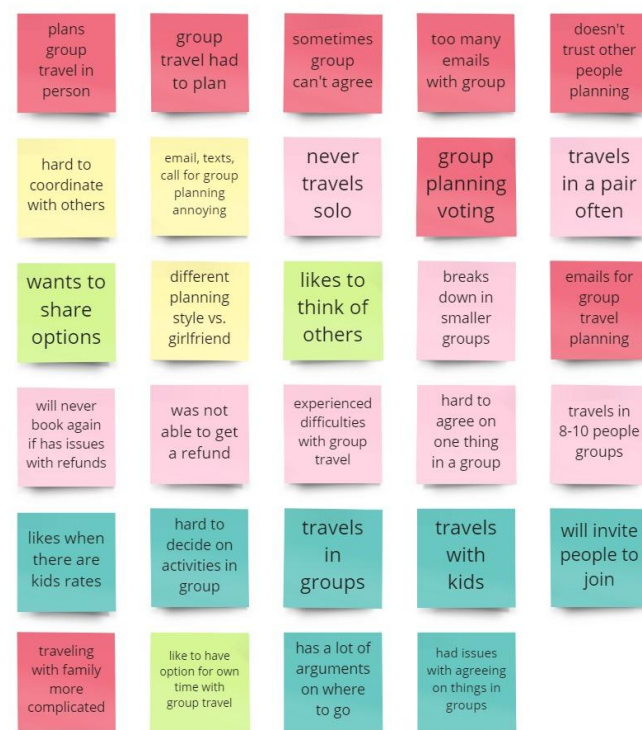 plans
group
travel in
person
group
travel had
to plan
sometimes
group
can't agree
too many
emails
with group
doesn't
trust other
people
planning
hard to
coordinate
with others
email, texts,
call for group
planning
annoying
never
travels
solo
group
planning
voting
travels
in a pair
often
wants to
share
options
different
planning
style vs.
girlfriend
likes to
think of
others
breaks
down in
smaller
groups
emails for
group
travel
planning
will never
book again
if has issues
with refunds
was not
able to get
a refund
experienced
difficulties
with group
travel
hard to
agree on
one thing
in a group
travels in
8-10 people
groups
likes when
there are
kids rates
hard to
decide on
activities in
group
travels
in
groups
travels
with
kids
will invite
people to
join
traveling
with family
more
complicated
like to have
option for own
time with
group travel
has a lot of
arguments
on where
to go
had issues
with agreeing
on things in
groups